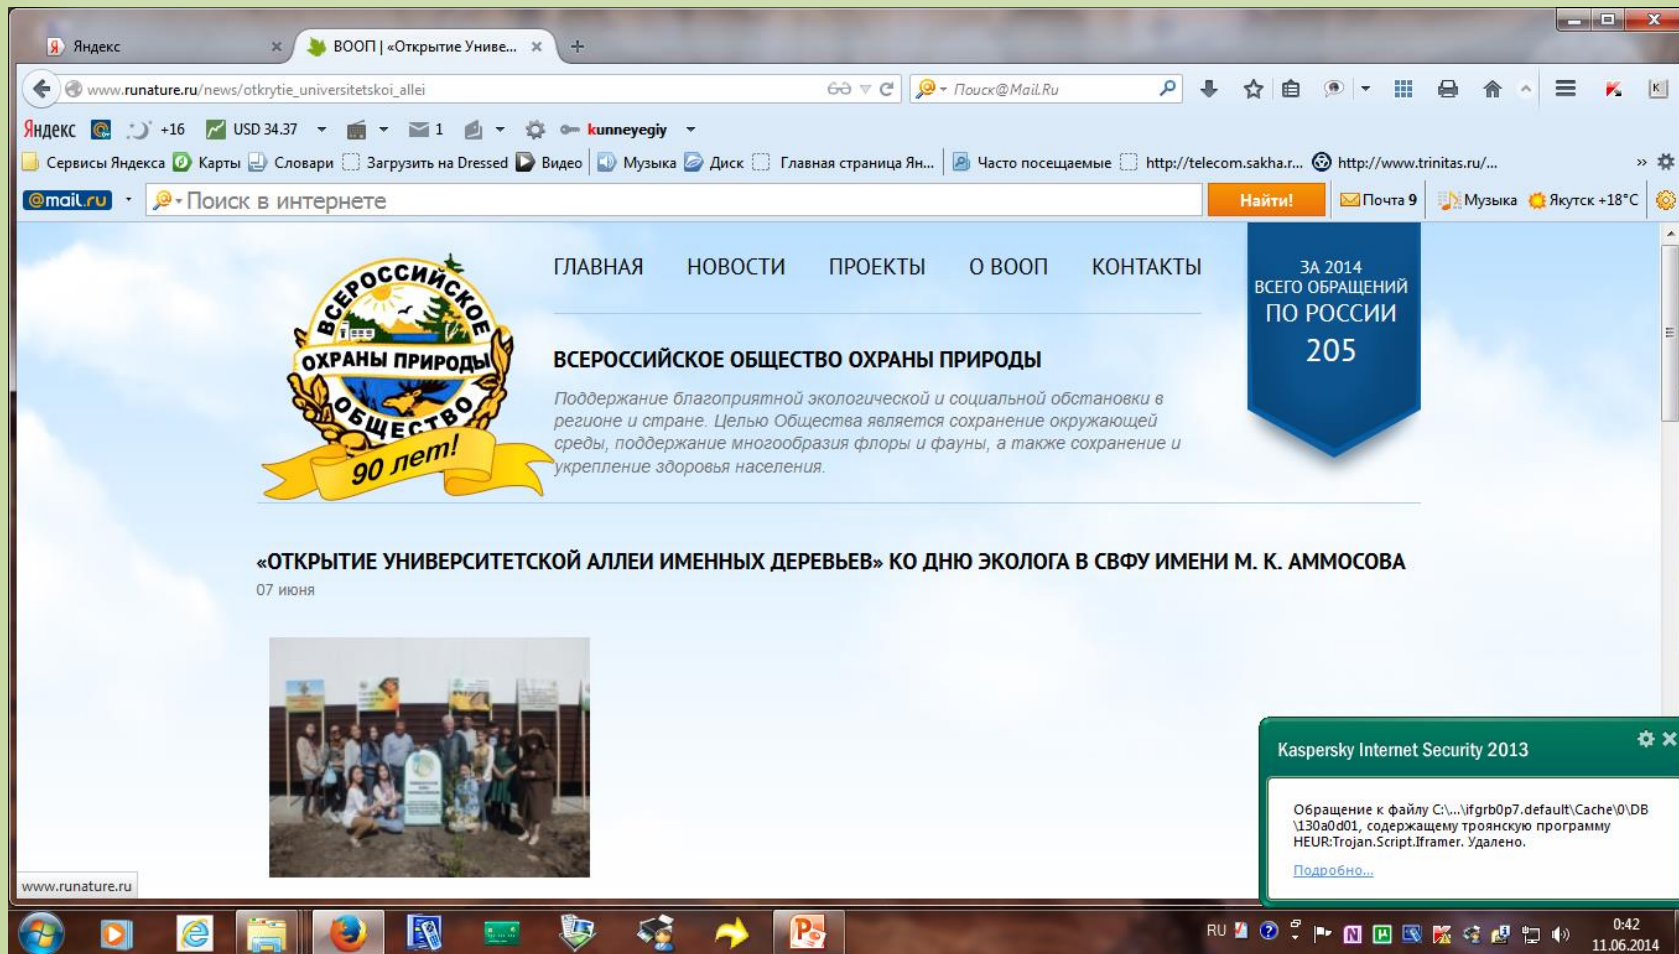 Яндекс
ВООП | «Открытие Униве...
www.runature.ru/news/otkrytie_universitetskoi_allei
Поиск@Mail.Ru
Яндекс +16 USD 34.37 1 kunneyegiy
Сервисы Яндекса Карты Словари Загрузить на Dressed Видео Музыка Диск Главная страница Ян... Часто посещаемые http://telecom.sakha.r... http://www.trinitas.ru/... »
@mail.ru Поиск в интернете Найти! Почта 9 Музыка Якутск +18°C
ВСЕРОССИЙСКОЕ
ОХРАНЫ ПРИРОДЫ
ОБЩЕСТВО
90 лет!
ГЛАВНАЯ НОВОСТИ ПРОЕКТЫ О ВООП КОНТАКТЫ
ЗА 2014
ВСЕГО ОБРАЩЕНИЙ
ПО РОССИИ
205
ВСЕРОССИЙСКОЕ ОБЩЕСТВО ОХРАНЫ ПРИРОДЫ
Поддержание благоприятной экологической и социальной обстановки в
регионе и стране. Целью Общества является сохранение окружающей
среды, поддержание многообразия флоры и фауны, а также сохранение и
укрепление здоровья населения.
«ОТКРЫТИЕ УНИВЕРСИТЕТСКОЙ АЛЛЕИ ИМЕННЫХ ДЕРЕВЬЕВ» КО ДНЮ ЭКОЛОГА В СВФУ ИМЕНИ М. К. АММОСОВА
07 июня
Kaspersky Internet Security 2013
Обращение к файлу C:\...\ifgrb0p7.default\Cache\0\DB
\130a0d01, содержащему троянскую программу
HEUR:Trojan.Script.Iframer. Удалено.
Подробно...
www.runature.ru
RU
0:42
11.06.2014